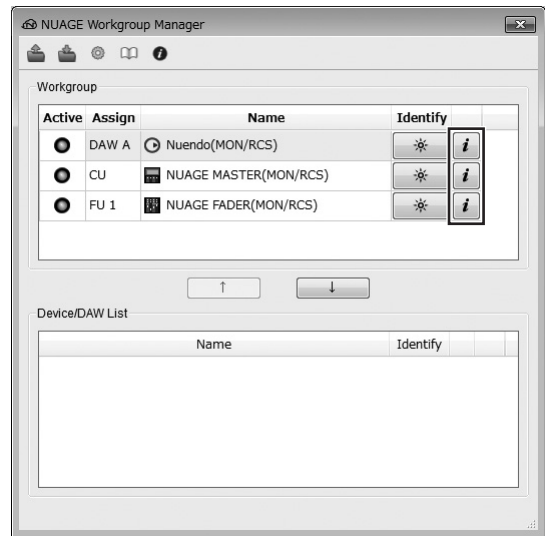 NUAGE Workgroup Manager
Workgroup
Active Assign Name Identify
DAW A Nuendo(MON/RCS) i
CU NUAGE MASTER(MON/RCS) i
FU 1 NUAGE FADER(MON/RCS) i
↑ ↓
Device/DAW List
Name Identify